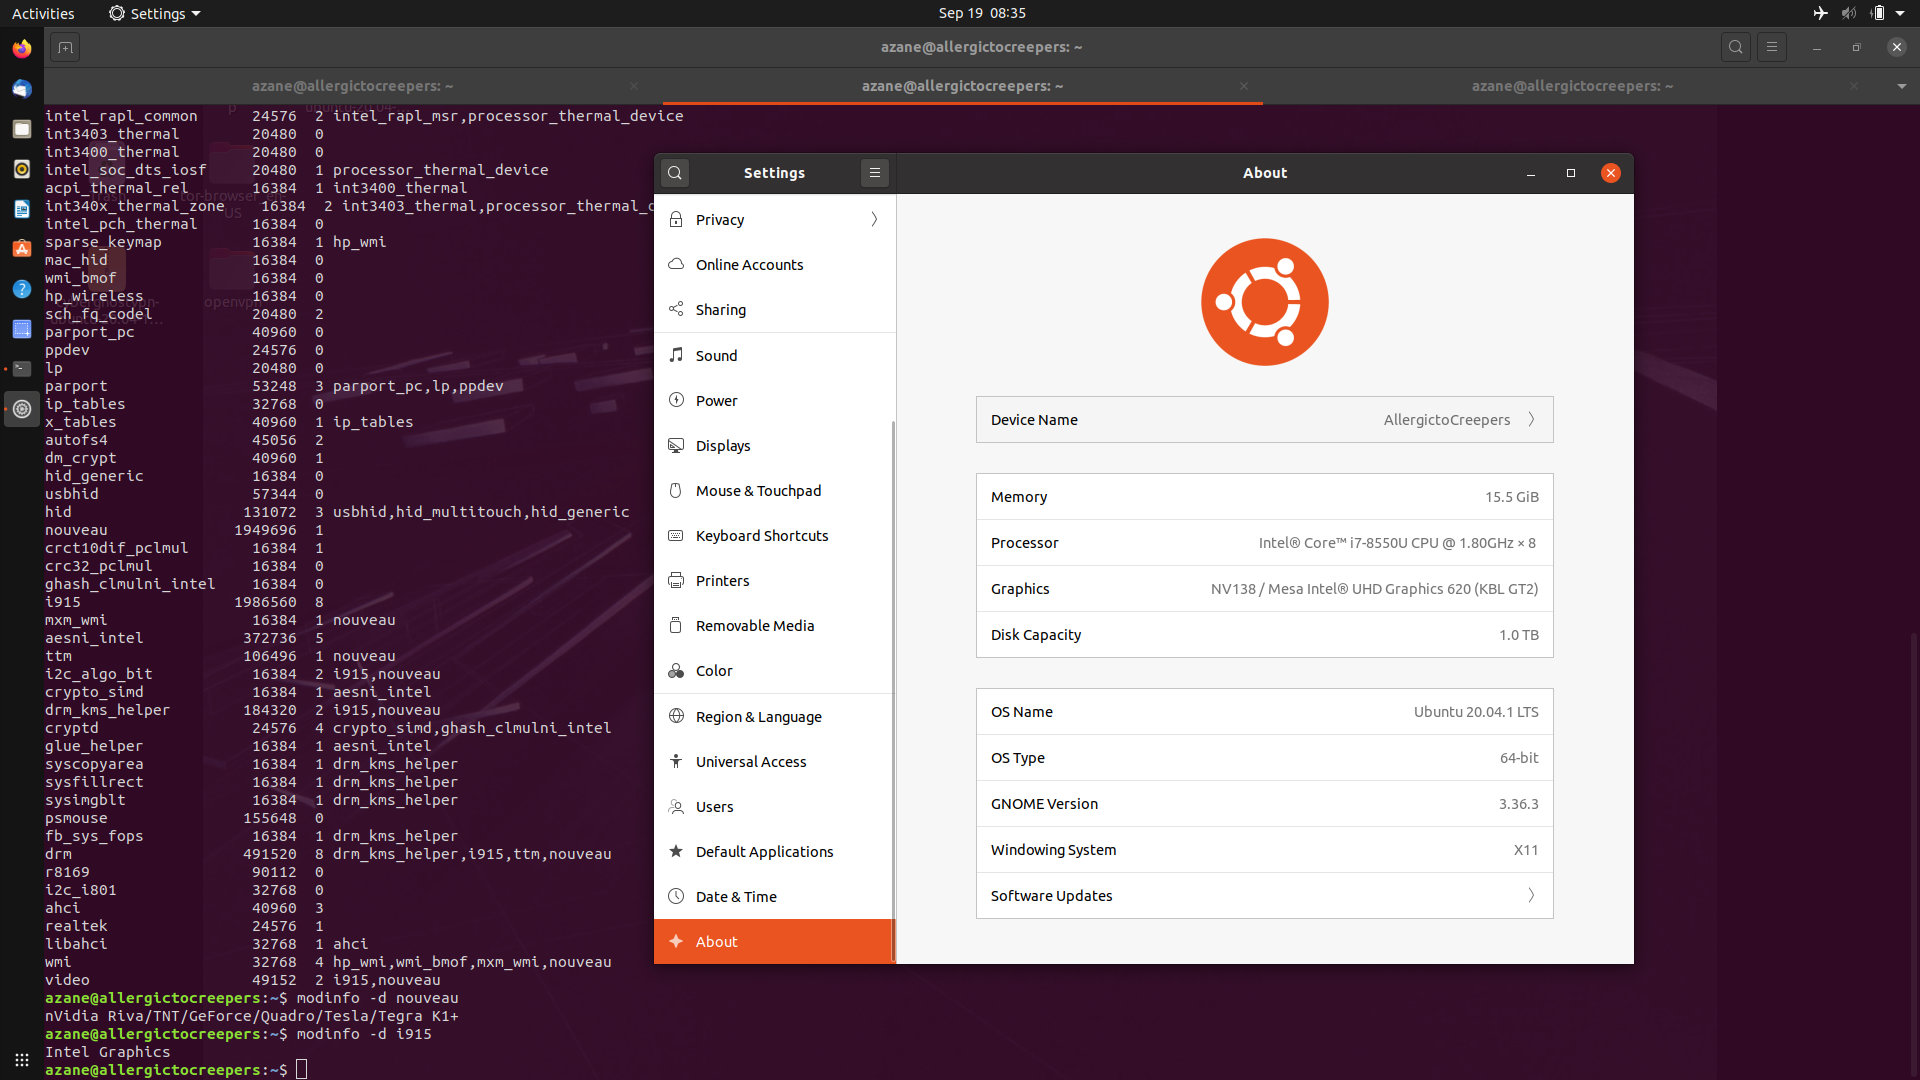 Activities Settings Sep 19 08:35
azane@allergictocreepers: ~
azane@allergictocreepers: ~ azane@allergictocreepers: ~ azane@allergictocreepers: ~
intel_rapl_common 24576 2 intel_rapl_msr,processor_thermal_device
int3403_thermal 20480 0
int3400_thermal 20480 0
intel_soc_dts_iosf 20480 1 processor_thermal_device
acpi_thermal_rel 16384 1 int3400_thermal
int340x_thermal_zone 16384 2 int3403_thermal,processor_thermal_
intel_pch_thermal 16384 0
sparse_keymap 16384 1 hp_wmi
mac_hid 16384 0
wmi_bmof 16384 0
hp_wireless 16384 0
sch_fq_codel 20480 2
parport_pc 40960 0
ppdev 24576 0
lp 20480 0
parport 53248 3 parport_pc,lp,ppdev
ip_tables 32768 0
x_tables 40960 1 ip_tables
autofs4 45056 2
dm_crypt 40960 1
hid_generic 16384 0
usbhid 57344 0
hid 131072 3 usbhid,hid_multitouch,hid_generic
nouveau 1949696 1
crct10dif_pclmul 16384 1
crc32_pclmul 16384 0
ghash_clmulni_intel 16384 0
i915 1986560 8
mxm_wmi 16384 1 nouveau
aesni_intel 372736 5
ttm 106496 1 nouveau
i2c_algo_bit 16384 2 i915,nouveau
crypto_simd 16384 1 aesni_intel
drm_kms_helper 184320 2 i915,nouveau
cryptd 24576 4 crypto_simd,ghash_clmulni_intel
glue_helper 16384 1 aesni_intel
syscopyarea 16384 1 drm_kms_helper
sysfillrect 16384 1 drm_kms_helper
sysimgblt 16384 1 drm_kms_helper
psmouse 155648 0
fb_sys_fops 16384 1 drm_kms_helper
drm 491520 8 drm_kms_helper,i915,ttm,nouveau
r8169 90112 0
i2c_i801 32768 0
ahci 40960 3
realtek 24576 1
libahci 32768 1 ahci
wmi 32768 4 hp_wmi,wmi_bmof,mxm_wmi,nouveau
video 49152 2 i915,nouveau
azane@allergictocreepers:~$ modinfo -d nouveau
nVidia Riva/TNT/GeForce/Quadro/Tesla/Tegra K1+
azane@allergictocreepers:~$ modinfo -d i915
Intel Graphics
azane@allergictocreepers:~$
Settings
Privacy
Online Accounts
Sharing
Sound
Power
Displays
Mouse & Touchpad
Keyboard Shortcuts
Printers
Removable Media
Color
Region & Language
Universal Access
Users
Default Applications
Date & Time
About
About
Device Name AllergictoCreepers
Memory 15.5 GiB
Processor Intel® Core™ i7-8550U CPU @ 1.80GHz × 8
Graphics NV138 / Mesa Intel® UHD Graphics 620 (KBL GT2)
Disk Capacity 1.0 TB
OS Name Ubuntu 20.04.1 LTS
OS Type 64-bit
GNOME Version 3.36.3
Windowing System X11
Software Updates